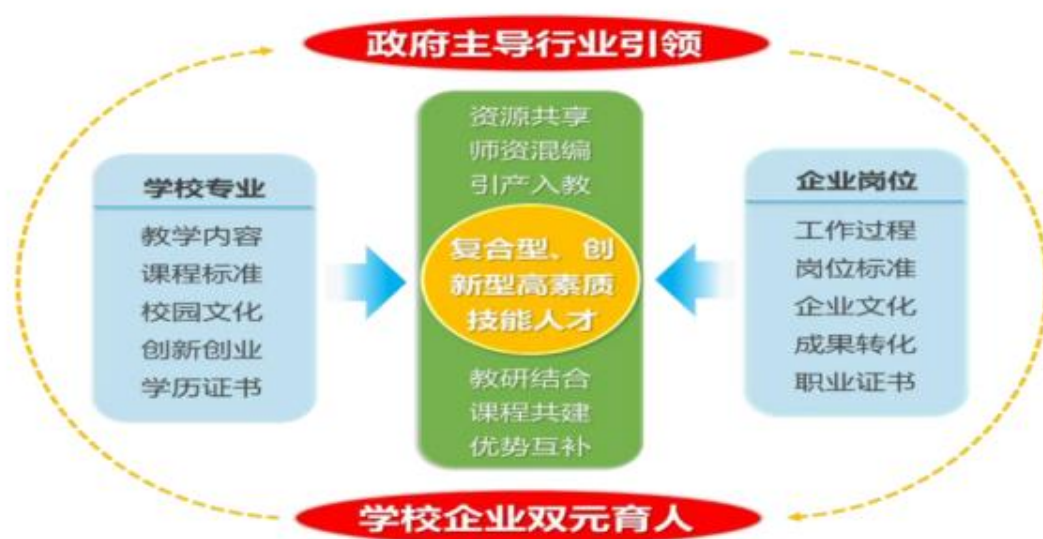 政府主导行业引领
学校专业
教学内容
课程标准
校园文化
创新创业
学历证书
资源共享
师资混编
引产入教
复合型、创
新型高素质
技能人才
教研结合
课程共建
优势互补
企业岗位
工作过程
岗位标准
企业文化
成果转化
职业证书
学校企业双元育人